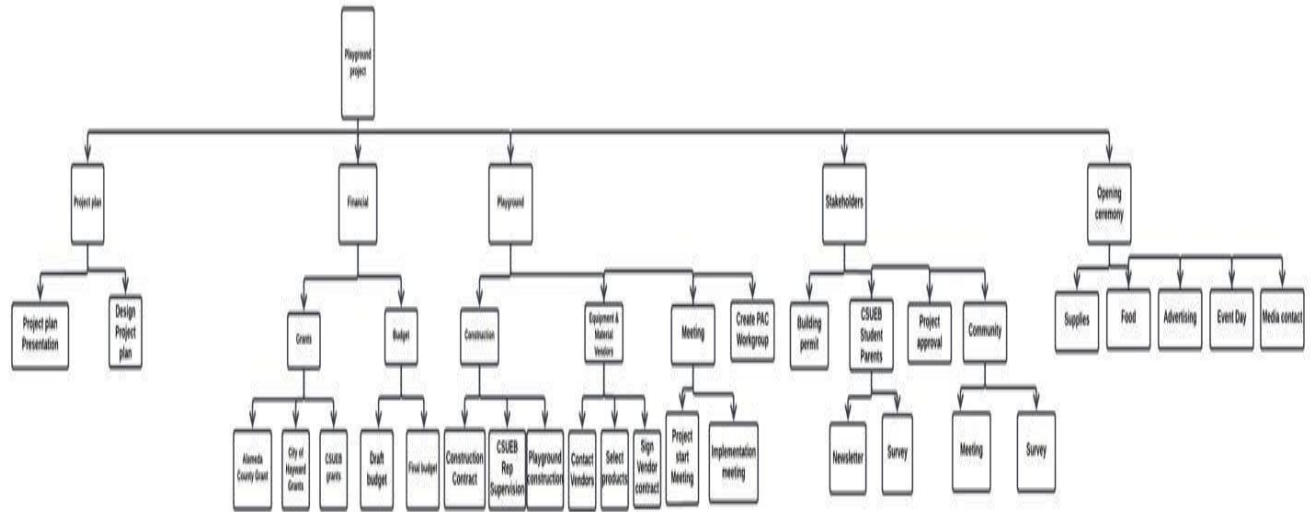 Playground
project
Project plan
Financial
Playground
Stakeholders
Opening
ceremony
Project plan
Presentation
Design
Project
plan
Grants
Budget
Construction
Equipment &
Material
Vendors
Meeting
Create PAC
Workgroup
Building
permit
CSUEB
Student
Parents
Project
approval
Community
Supplies
Food
Advertising
Event Day
Media contact
Alameda
County Grant
City of
Hayward
Grants
CSUEB
grants
Draft
budget
Final budget
Construction
Contract
CSUEB
Rep
Supervision
Playground
construction
Contact
Vendors
Select
products
Sign
Vendor
contract
Project
start
Meeting
Implementation
meeting
Newsletter
Survey
Meeting
Survey